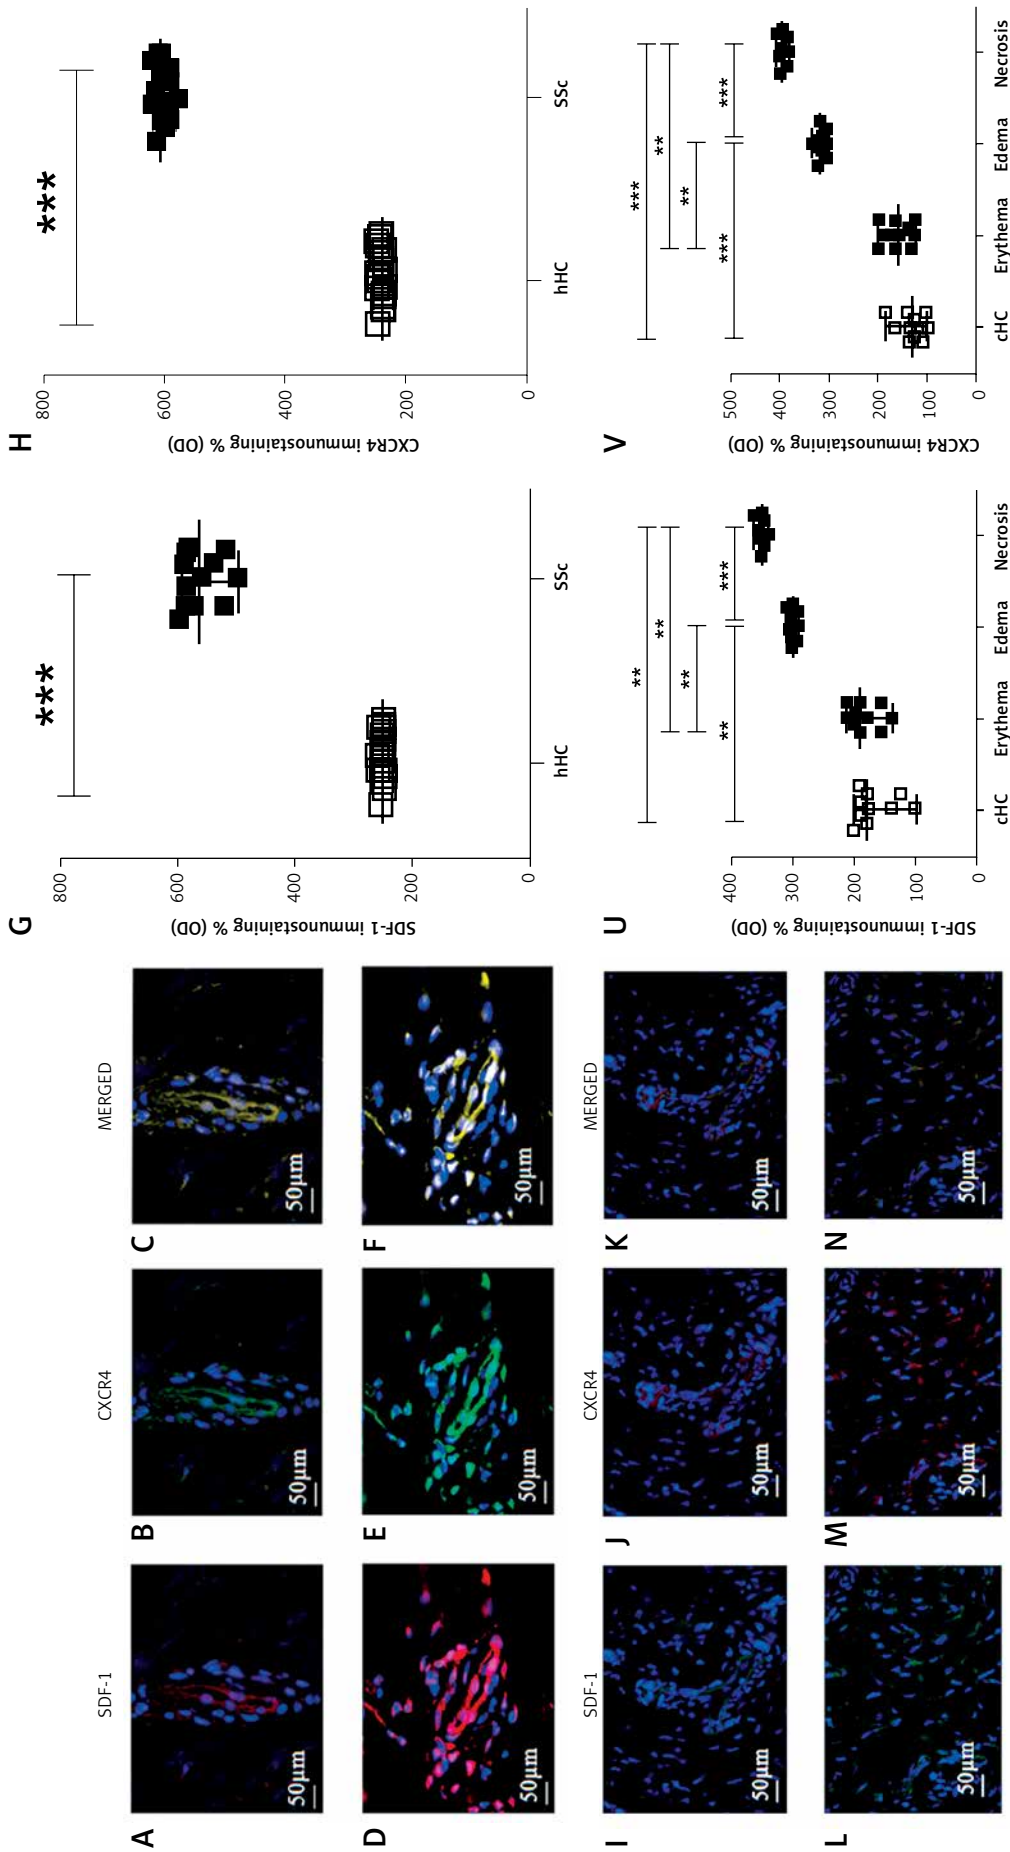 SDF-1
CXCR4
MERGED
A
50µm
B
50µm
C
50µm
D
50µm
E
50µm
F
50µm
G
SDF-1 immunostaining % (OD)
800
600
400
200
0
***
hHC
SSc
H
CXCR4 immunostaining % (OD)
800
600
400
200
0
***
hHC
SSc
SDF-1
CXCR4
MERGED
I
50µm
J
50µm
K
50µm
L
50µm
M
50µm
N
50µm
U
SDF-1 immunostaining % (OD)
400
300
200
100
0
**
**
**
**
***
cHC
Erythema
Edema
Necrosis
V
CXCR4 immunostaining % (OD)
500
400
300
200
100
0
***
**
**
***
***
cHC
Erythema
Edema
Necrosis